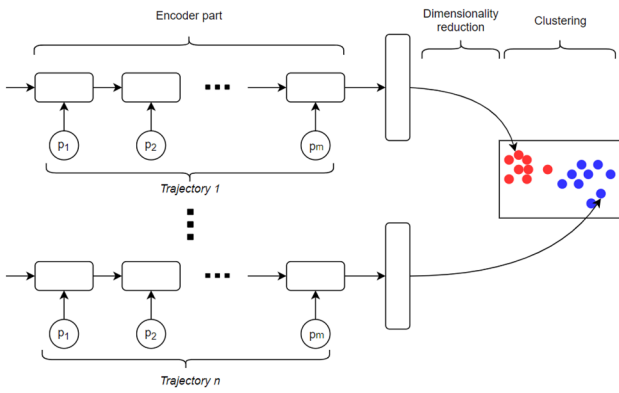 Encoder part
Dimensionality
reduction
Clustering
p1
p2
pm
Trajectory 1
p1
p2
pm
Trajectory n